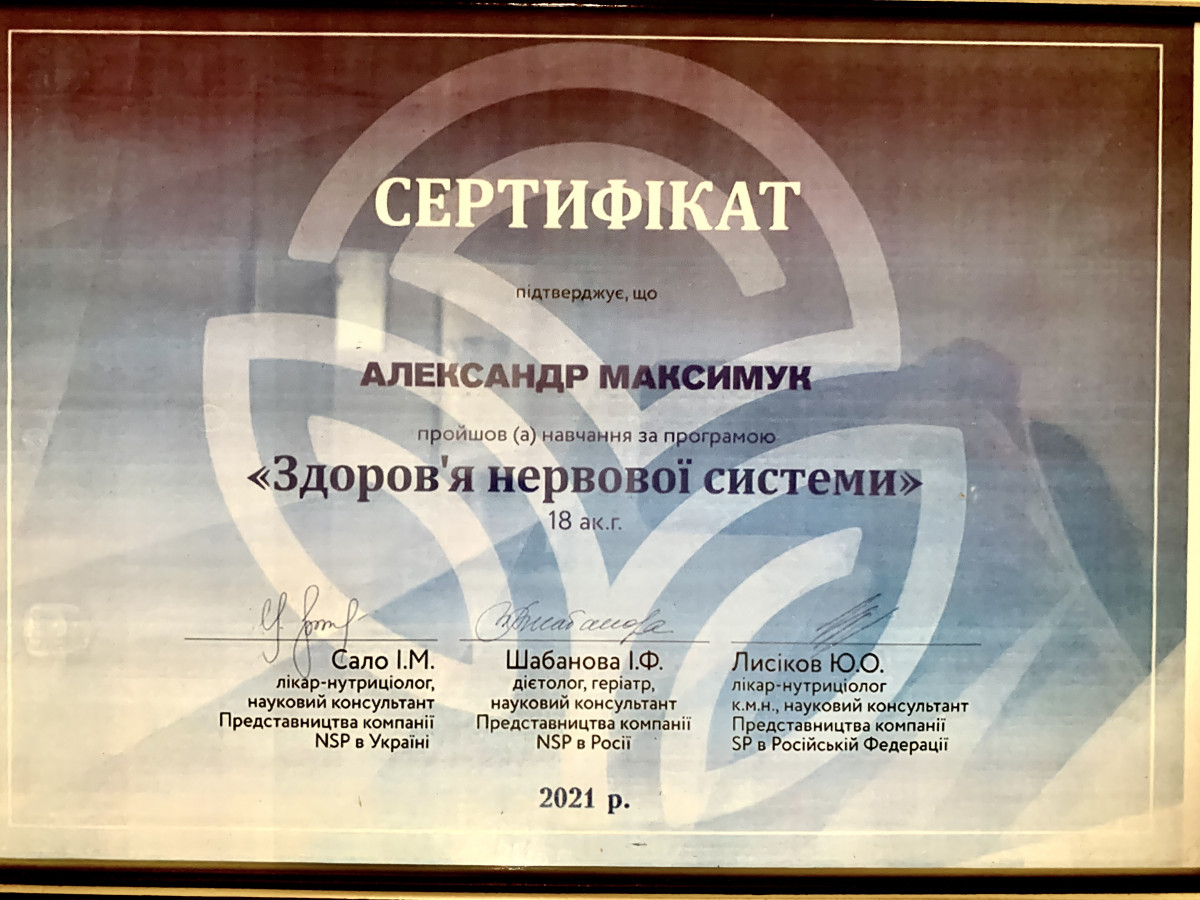 СЕРТИФІКАТ
підтверджує, що
АЛЕКСАНДР МАКСИМУК
пройшов (а) навчання за програмою
«Здоров'я нервової системи»
18 ак.г.
Сало І.М.
лікар-нутриціолог,
науковий консультант
Представництва компанії
NSP в Україні
Шабанова І.Ф.
дієтолог, геріатр,
науковий консультант
Представництва компанії
NSP в Росії
Лисіков Ю.О.
лікар-нутриціолог
к.м.н., науковий консультант
Представництва компанії
SP в Російській Федерації
2021 р.